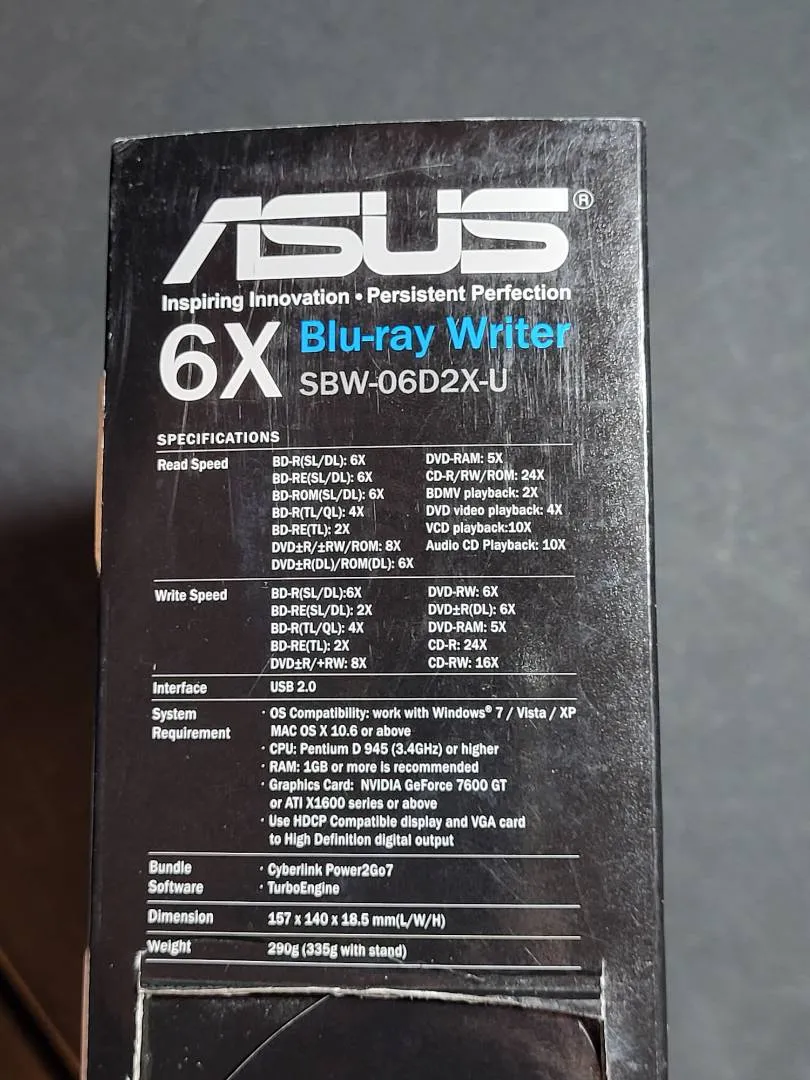 ASUS®
Inspiring Innovation • Persistent Perfection
6X Blu-ray Writer
SBW-06D2X-U
SPECIFICATIONS
Read Speed
BD-R(SL/DL): 6X
BD-RE(SL/DL): 6X
BD-ROM(SL/DL): 6X
BD-R(TL/QL): 4X
BD-RE(TL): 2X
DVD±R/±RW/ROM: 8X
DVD±R(DL)/ROM(DL): 6X
DVD-RAM: 5X
CD-R/RW/ROM: 24X
BDMV playback: 2X
DVD video playback: 4X
VCD playback:10X
Audio CD Playback: 10X
Write Speed
BD-R(SL/DL):6X
BD-RE(SL/DL): 2X
BD-R(TL/QL): 4X
BD-RE(TL): 2X
DVD±R/+RW: 8X
DVD-RW: 6X
DVD±R(DL): 6X
DVD-RAM: 5X
CD-R: 24X
CD-RW: 16X
Interface USB 2.0
System
Requirement
· OS Compatibility: work with Windows® 7 / Vista / XP
MAC OS X 10.6 or above
· CPU: Pentium D 945 (3.4GHz) or higher
· RAM: 1GB or more is recommended
· Graphics Card: NVIDIA GeForce 7600 GT
or ATI X1600 series or above
· Use HDCP Compatible display and VGA card
to High Definition digital output
Bundle
Software
· Cyberlink Power2Go7
· TurboEngine
Dimension 157 x 140 x 18.5 mm(L/W/H)
Weight 290g (335g with stand)